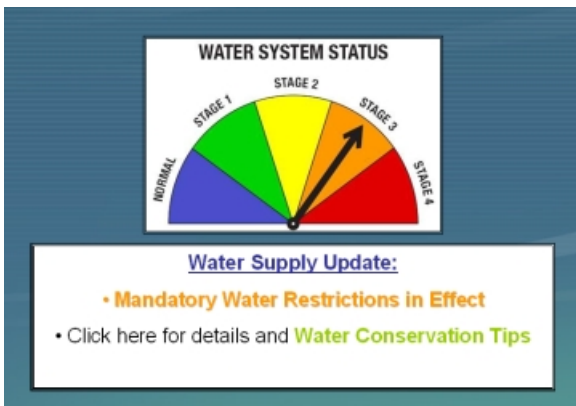 WATER SYSTEM STATUS
NORMAL
STAGE 1
STAGE 2
STAGE 3
STAGE 4
Water Supply Update:
• Mandatory Water Restrictions in Effect
• Click here for details and Water Conservation Tips